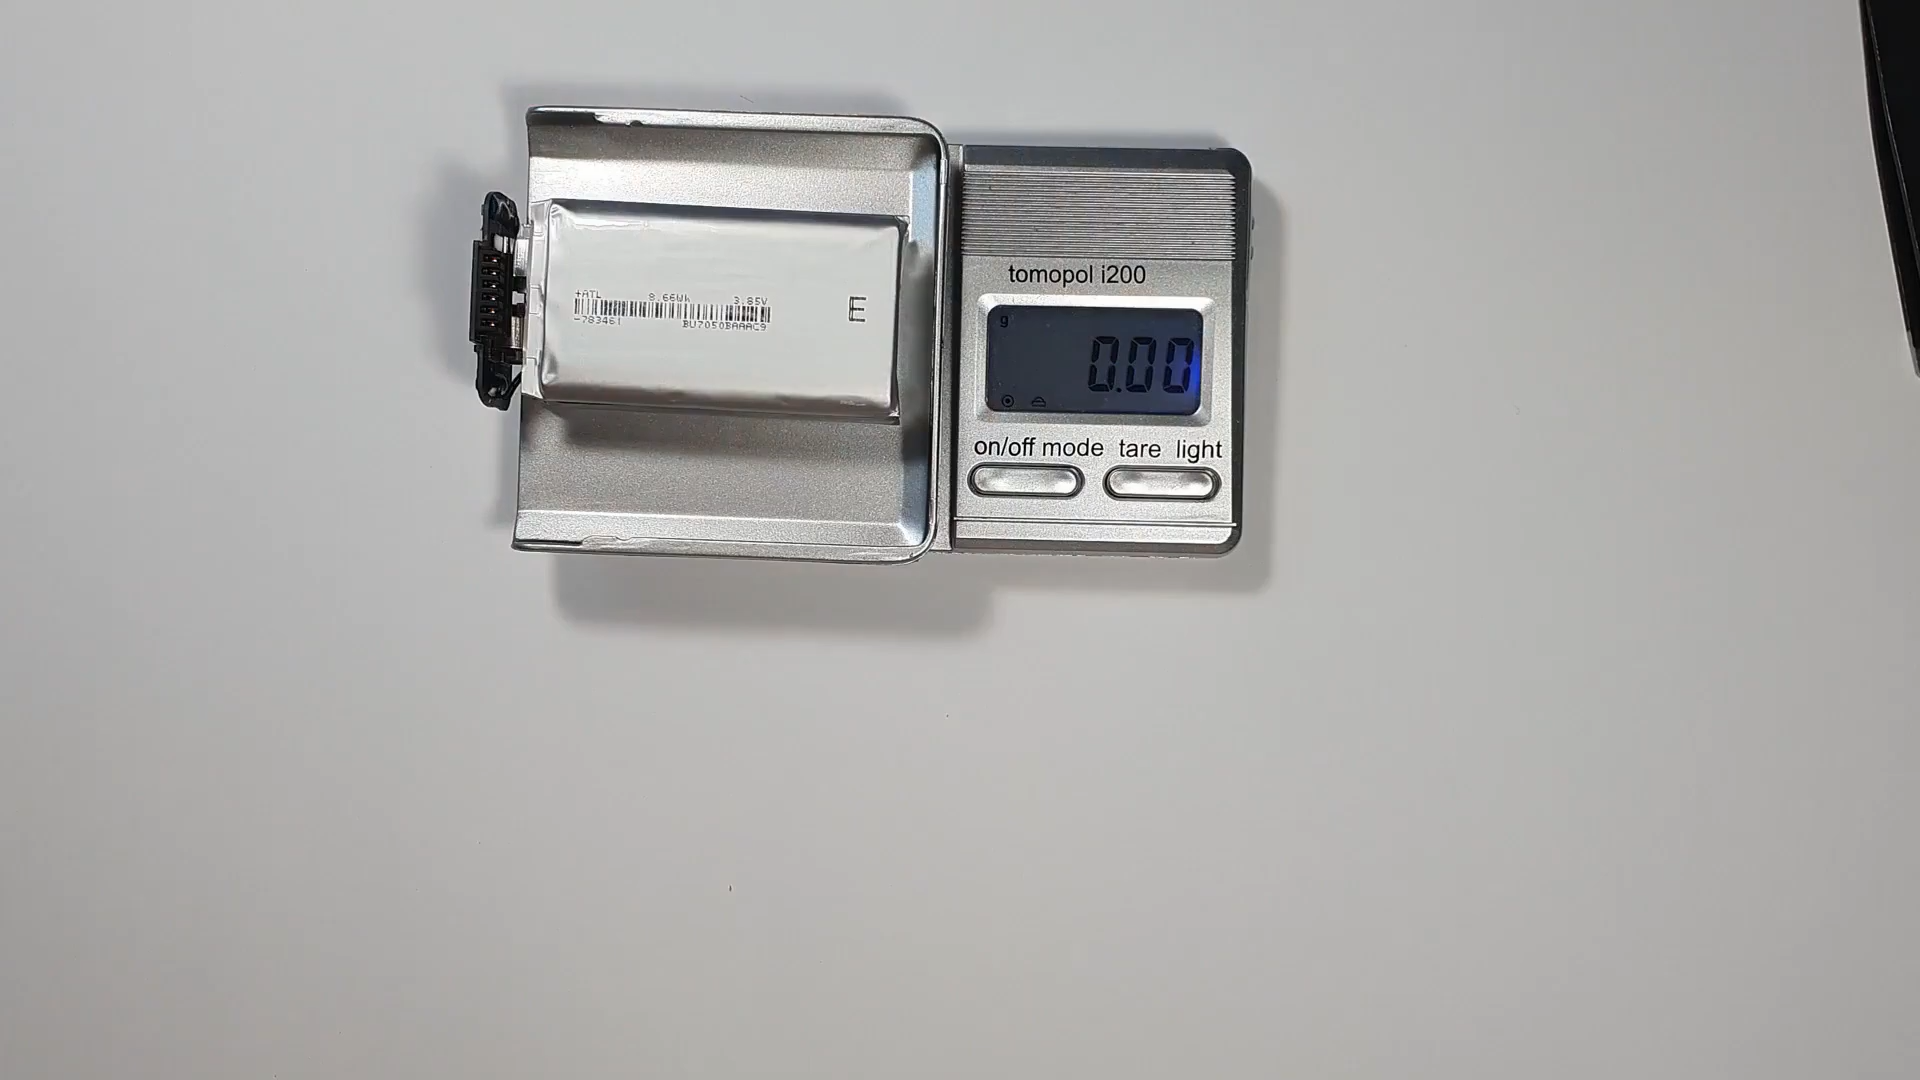 +ATL 8.66Wh 3.85V
-783461 BU7050BAAAC9
E
tomopol i200
g
0.00
on/off mode tare light